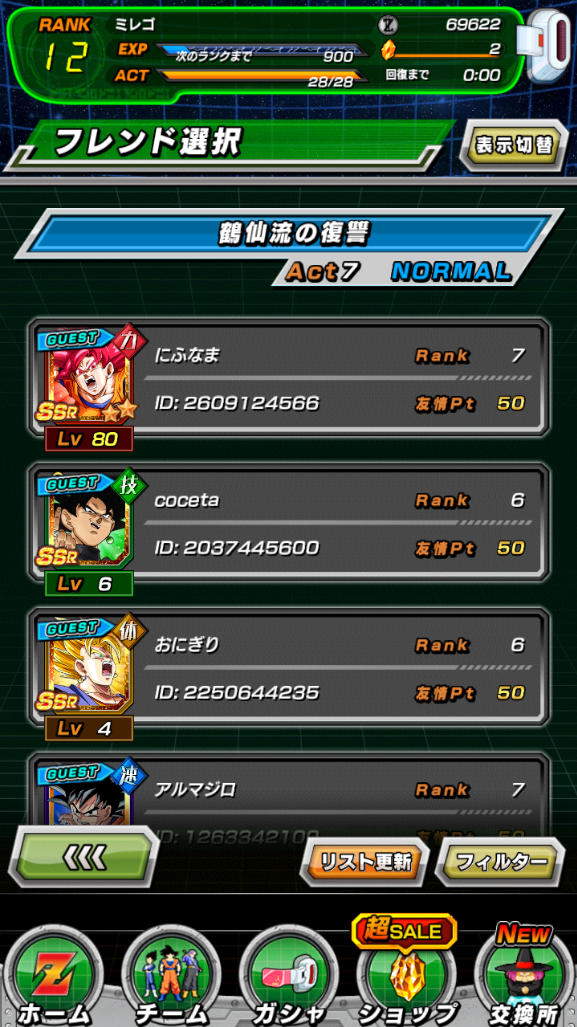 RANK ミレゴ 69622
12 EXP 次のランクまで 900 2
ACT 28/28 回復まで 0:00
フレンド選択 表示切替
鶴仙流の復讐
Act7 NORMAL
GUEST 力 にふなま Rank 7
SSR ID: 2609124566 友情Pt 50
Lv 80
GUEST 技 coceta Rank 6
SSR ID: 2037445600 友情Pt 50
Lv 6
GUEST 体 おにぎり Rank 6
SSR ID: 2250644235 友情Pt 50
Lv 4
GUEST 速 アルマジロ Rank 7
ID: 1263342109 友情Pt 50
リスト更新 フィルター
超SALE NEW
ホーム チーム ガシャ ショップ 交換所